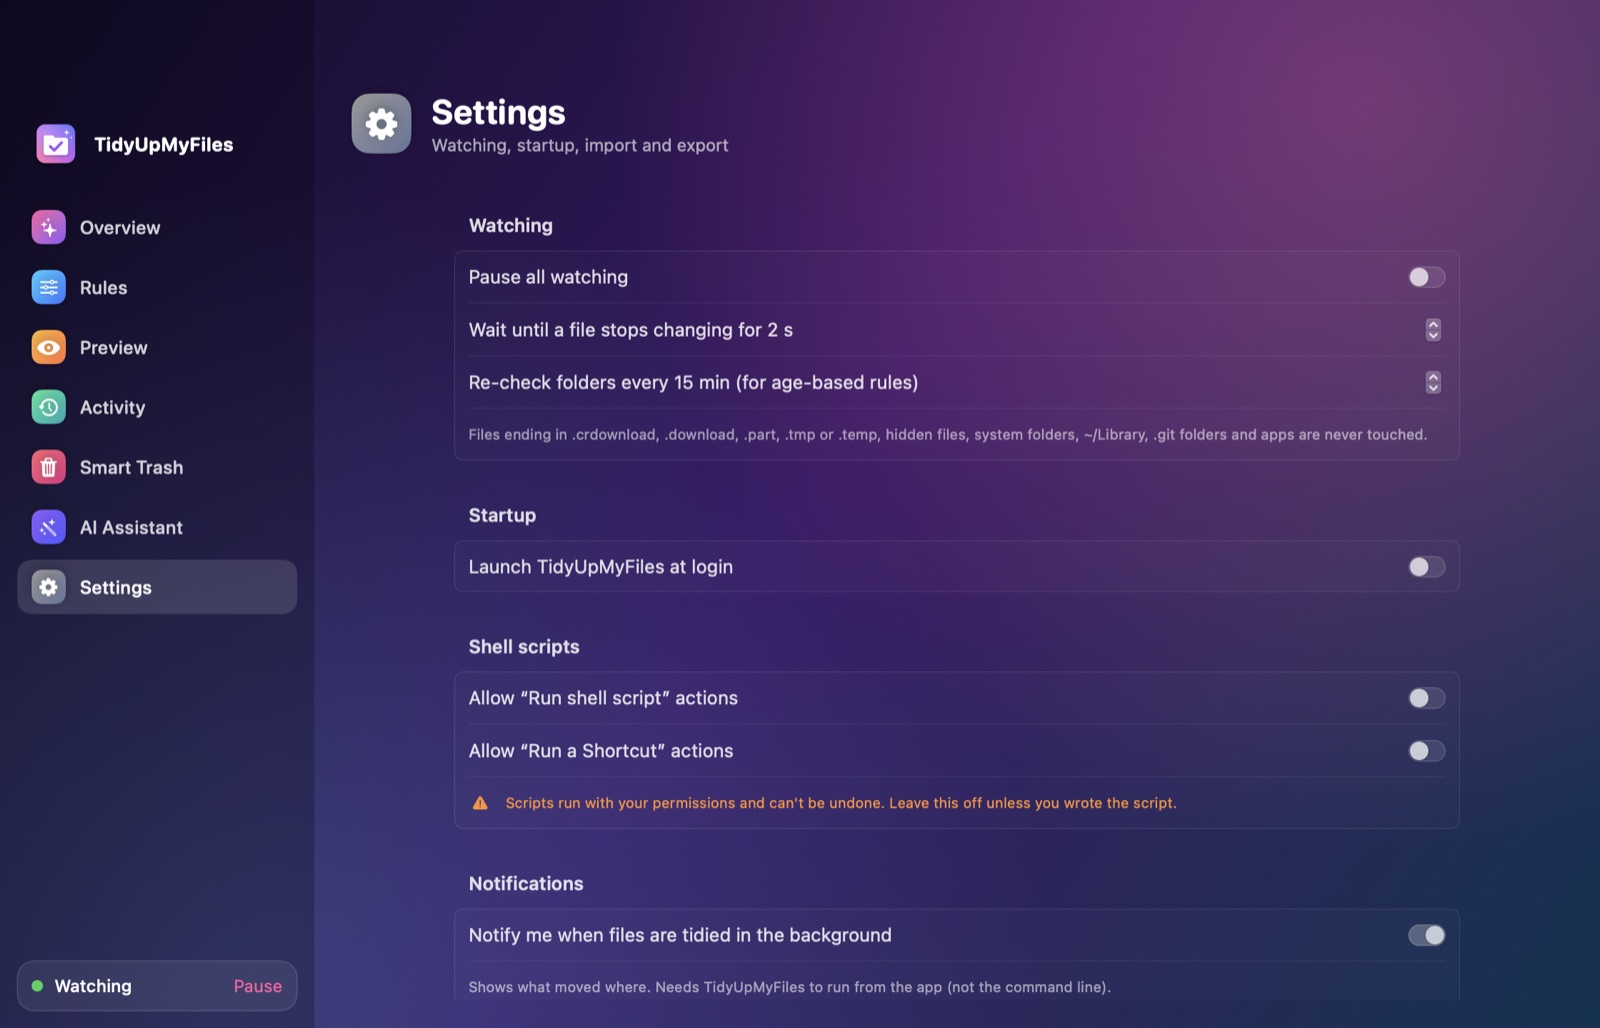 TidyUpMyFiles
Overview
Rules
Preview
Activity
Smart Trash
AI Assistant
Settings
Watching
Pause
Settings
Watching, startup, import and export
Watching
Pause all watching
Wait until a file stops changing for 2 s
Re-check folders every 15 min (for age-based rules)
Files ending in .crdownload, .download, .part, .tmp or .temp, hidden files, system folders, ~/Library, .git folders and apps are never touched.
Startup
Launch TidyUpMyFiles at login
Shell scripts
Allow “Run shell script” actions
Allow “Run a Shortcut” actions
Scripts run with your permissions and can't be undone. Leave this off unless you wrote the script.
Notifications
Notify me when files are tidied in the background
Shows what moved where. Needs TidyUpMyFiles to run from the app (not the command line).